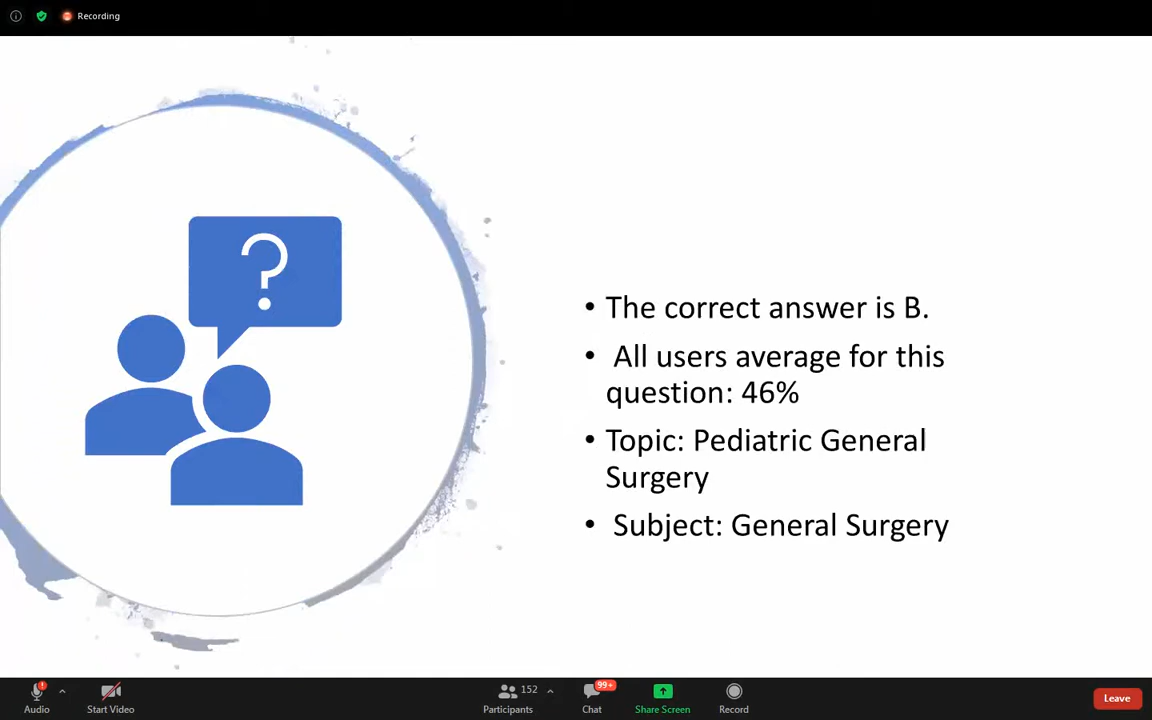 Recording
?
• The correct answer is B.
• All users average for this
question: 46%
• Topic: Pediatric General
Surgery
• Subject: General Surgery
Audio
Start Video
152
Participants
99+
Chat
Share Screen
Record
Leave